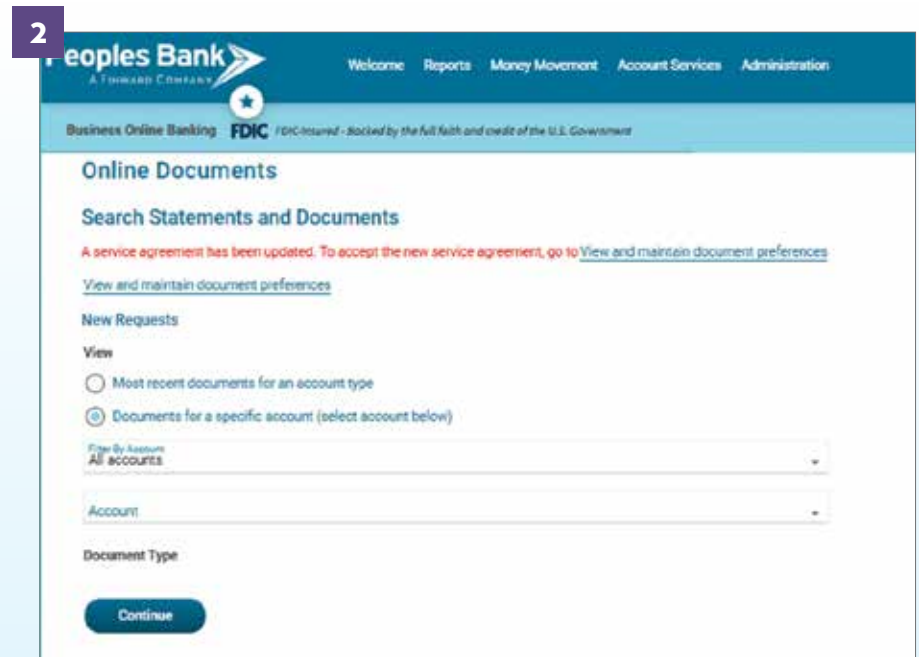 2
Peoples Bank
A FORWARD COMPANY
Welcome Reports Money Movement Account Services Administration
Business Online Banking FDIC FDIC-Insured - Backed by the full faith and credit of the U.S. Government
Online Documents
Search Statements and Documents
A service agreement has been updated. To accept the new service agreement, go to View and maintain document preferences
View and maintain document preferences
New Requests
View
Most recent documents for an account type
Documents for a specific account (select account below)
Filter By Account
All accounts
Account
Document Type
Continue